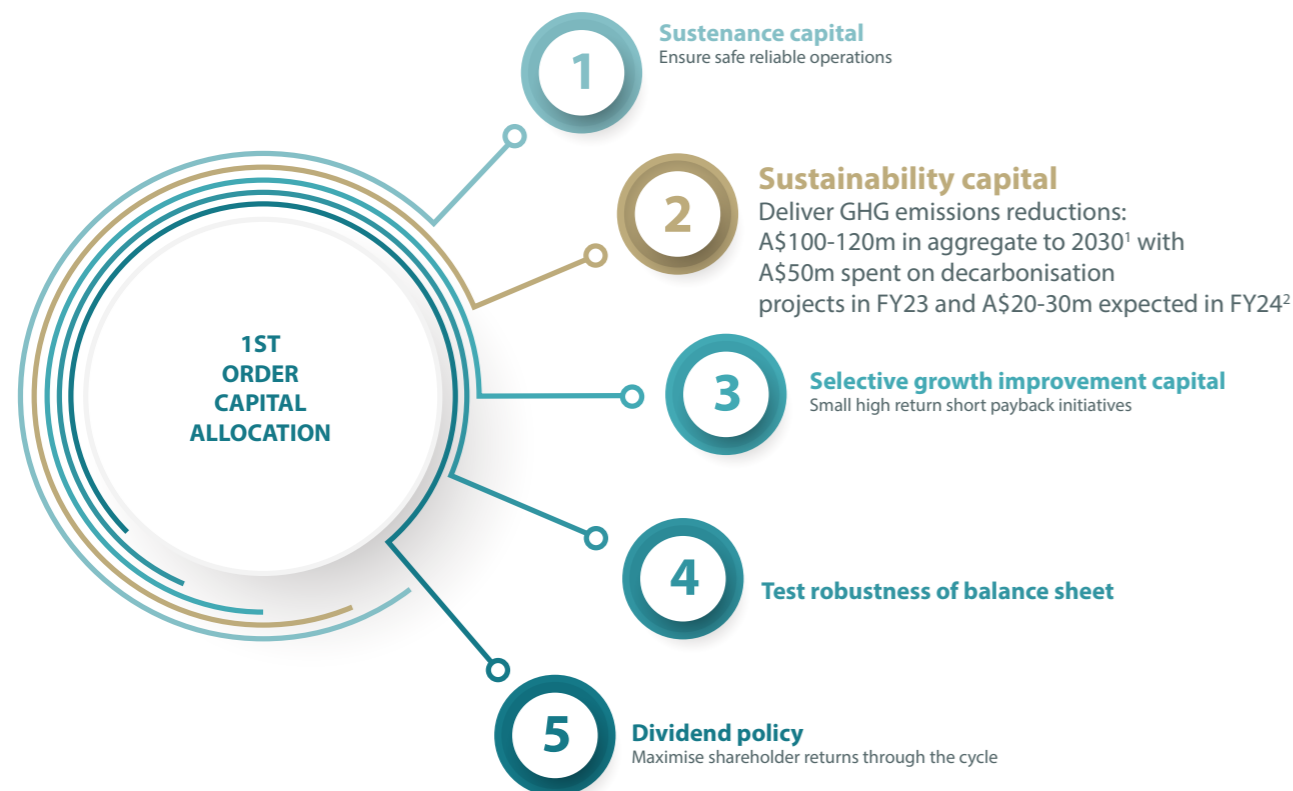 1
Sustenance capital
Ensure safe reliable operations
2
Sustainability capital
Deliver GHG emissions reductions:
A$100-120m in aggregate to 2030¹ with
A$50m spent on decarbonisation
projects in FY23 and A$20-30m expected in FY24²
1ST
ORDER
CAPITAL
ALLOCATION
3
Selective growth improvement capital
Small high return short payback initiatives
4
Test robustness of balance sheet
5
Dividend policy
Maximise shareholder returns through the cycle